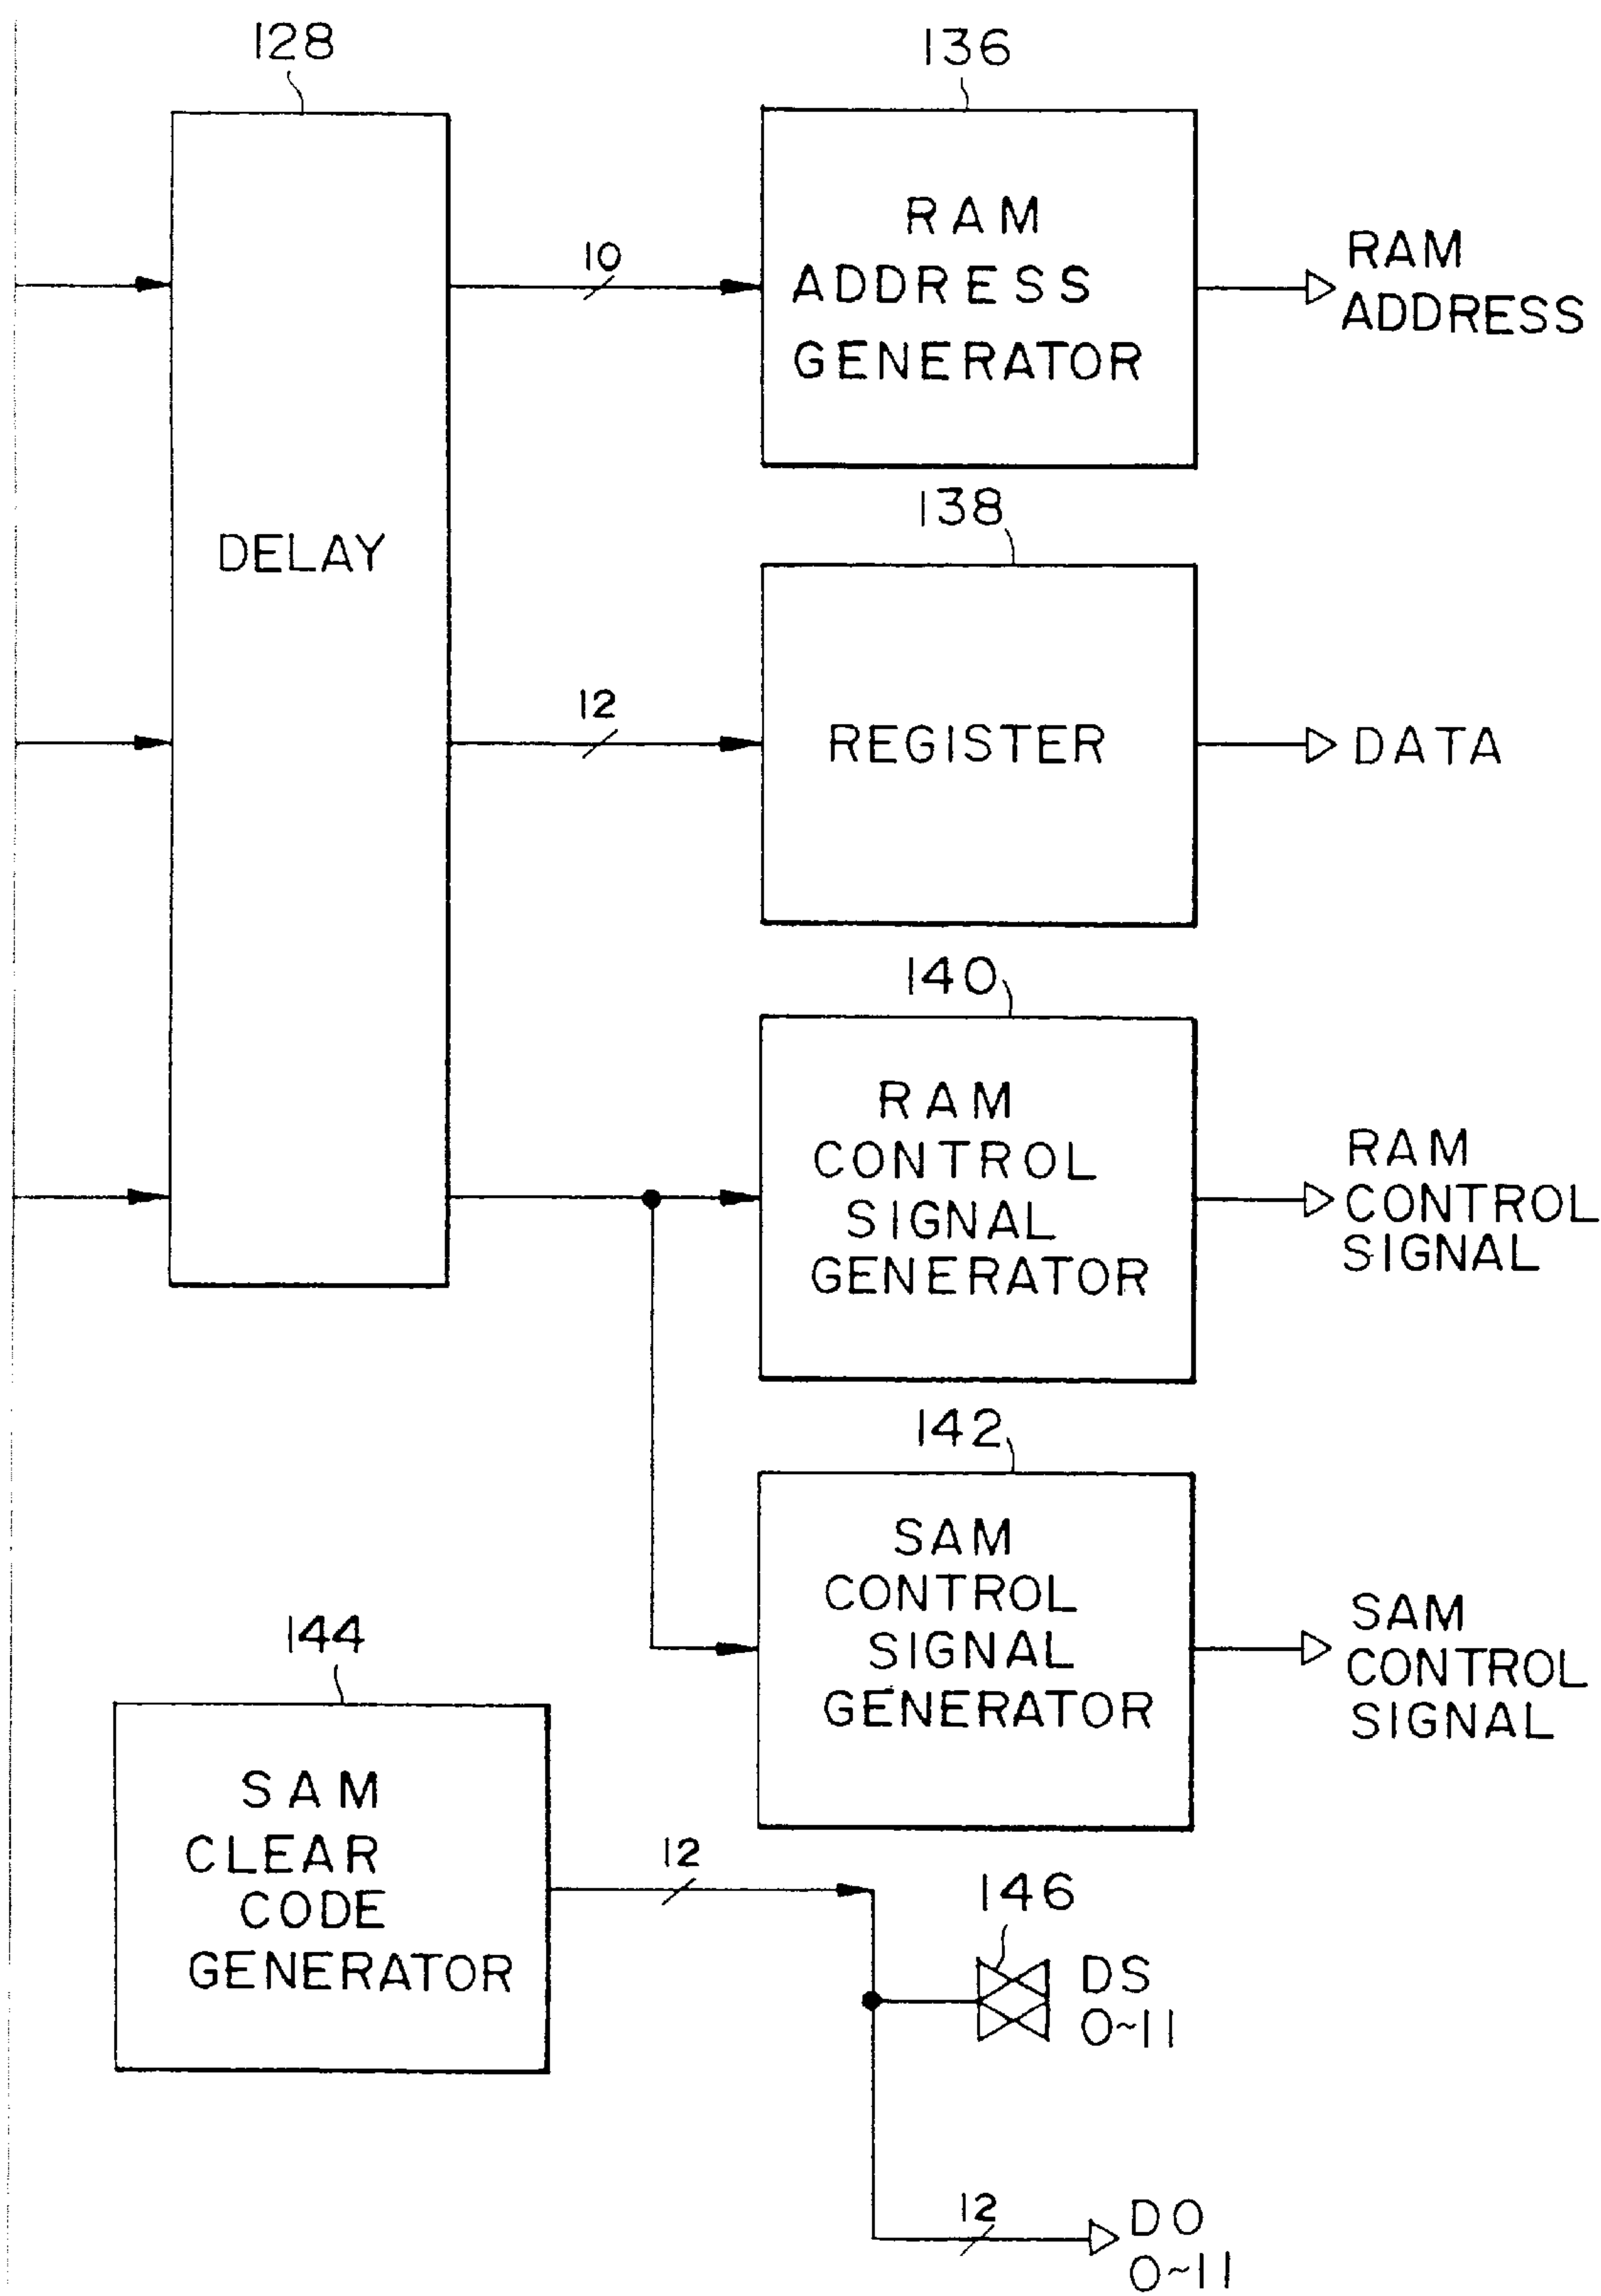 128
136
RAM
ADDRESS
GENERATOR
10
RAM
ADDRESS
DELAY
138
12
REGISTER
DATA
140
RAM
CONTROL
SIGNAL
GENERATOR
RAM
CONTROL
SIGNAL
142
SAM
CONTROL
SIGNAL
GENERATOR
SAM
CONTROL
SIGNAL
144
SAM
CLEAR
CODE
GENERATOR
12
146
DS
0~11
12
DO
0~11